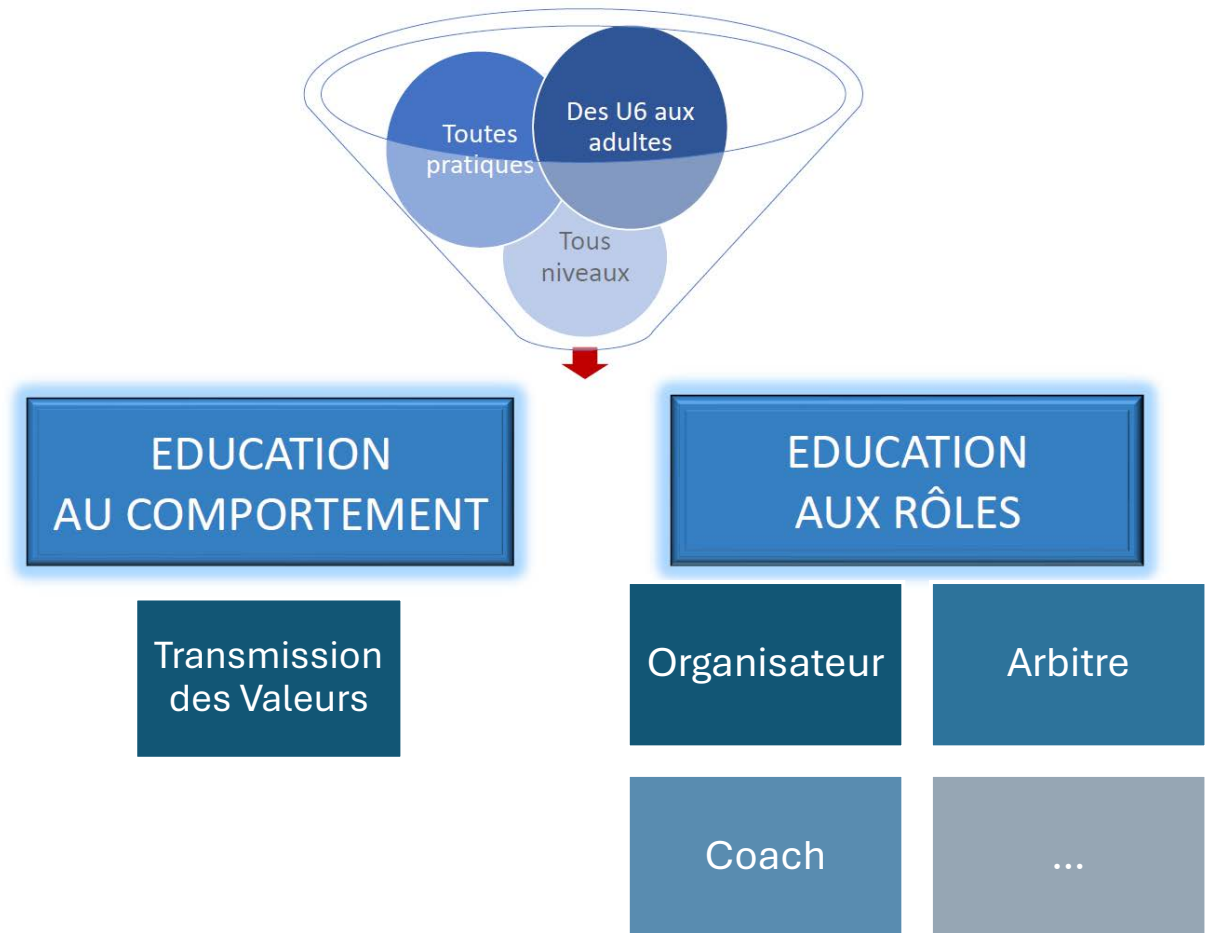 Des U6 aux
adultes
Toutes
pratiques
Tous
niveaux
EDUCATION
AU COMPORTEMENT
EDUCATION
AUX RÔLES
Transmission
des Valeurs
Organisateur
Arbitre
Coach
...